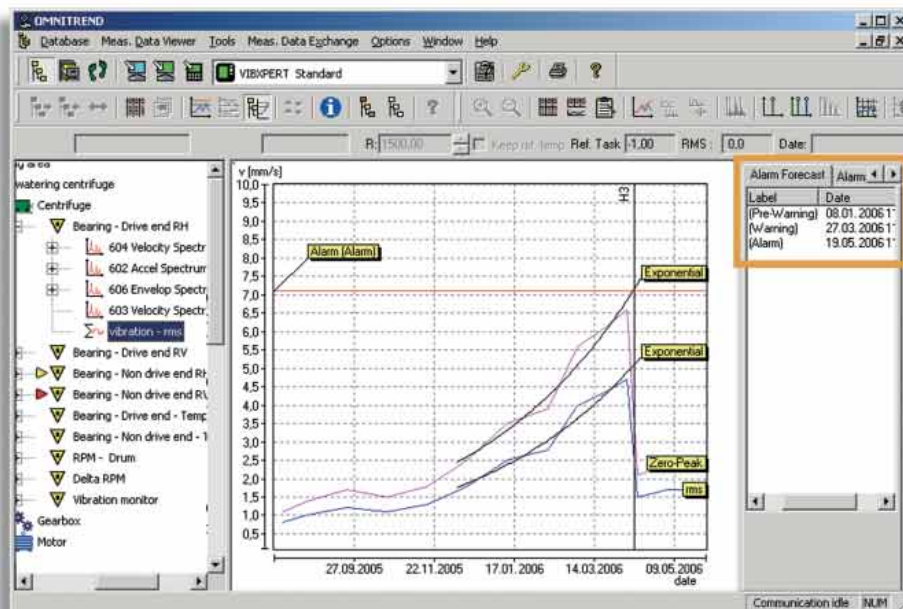 OMNITREND
Database Meas. Data Viewer Tools Meas. Data Exchange Options Window Help
VIBXPERT Standard
R: 1500,00 Keep ref. temp Ref. Task -1,00 RMS : 0,0 Date:
area
watering centrifuge
Centrifuge
Bearing - Drive end RH
604 Velocity Spectr
602 Accel Spectrum
606 Envelop Spectr
603 Velocity Spectr
vibration - rms
Bearing - Drive end RV
Bearing - Non drive end RH
Bearing - Non drive end RV
Bearing - Drive end - Temp
Bearing - Non drive end - T
RPM - Drum
Delta RPM
Vibration monitor
Gearbox
Motor
v [mm/s]
10,0
9,5
9,0
8,5
8,0
7,5
7,0
6,5
6,0
5,5
5,0
4,5
4,0
3,5
3,0
2,5
2,0
1,5
1,0
0,5
H3
Alarm (Alarm)
Exponential
Exponential
Zero-Peak
rms
27.09.2005 22.11.2005 17.01.2006 14.03.2006 09.05.2006
date
Alarm Forecast Alarm
Label Date
(Pre-Warning) 08.01.2006 1
(Warning) 27.03.2006 1
(Alarm) 19.05.2006 1
Communication idle NUM